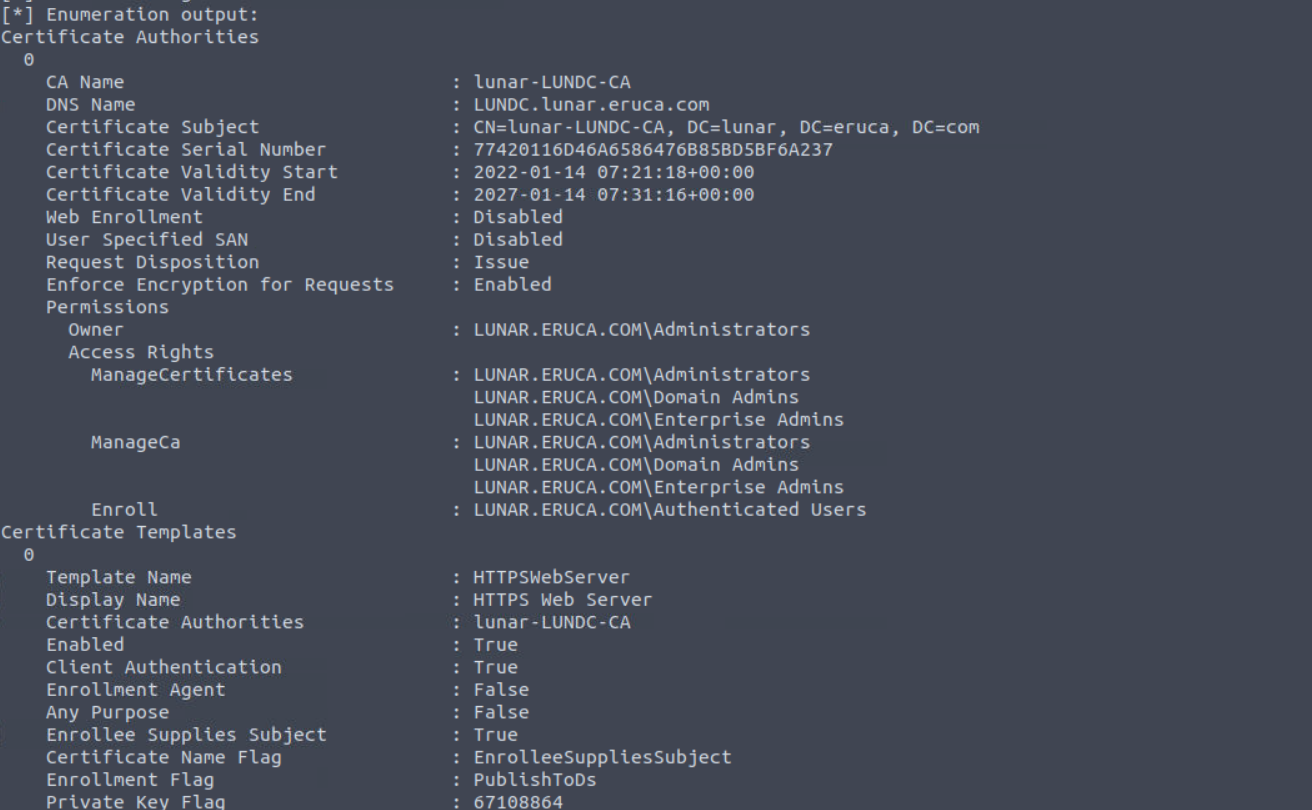 [*] Enumeration output:
Certificate Authorities
0
CA Name : lunar-LUNDC-CA
DNS Name : LUNDC.lunar.eruca.com
Certificate Subject : CN=lunar-LUNDC-CA, DC=lunar, DC=eruca, DC=com
Certificate Serial Number : 77420116D46A6586476B85BD5BF6A237
Certificate Validity Start : 2022-01-14 07:21:18+00:00
Certificate Validity End : 2027-01-14 07:31:16+00:00
Web Enrollment : Disabled
User Specified SAN : Disabled
Request Disposition : Issue
Enforce Encryption for Requests : Enabled
Permissions
Owner : LUNAR.ERUCA.COM\Administrators
Access Rights
ManageCertificates : LUNAR.ERUCA.COM\Administrators
LUNAR.ERUCA.COM\Domain Admins
LUNAR.ERUCA.COM\Enterprise Admins
ManageCa : LUNAR.ERUCA.COM\Administrators
LUNAR.ERUCA.COM\Domain Admins
LUNAR.ERUCA.COM\Enterprise Admins
Enroll : LUNAR.ERUCA.COM\Authenticated Users
Certificate Templates
0
Template Name : HTTPSWebServer
Display Name : HTTPS Web Server
Certificate Authorities : lunar-LUNDC-CA
Enabled : True
Client Authentication : True
Enrollment Agent : False
Any Purpose : False
Enrollee Supplies Subject : True
Certificate Name Flag : EnrolleeSuppliesSubject
Enrollment Flag : PublishToDs
Private Key Flag : 67108864